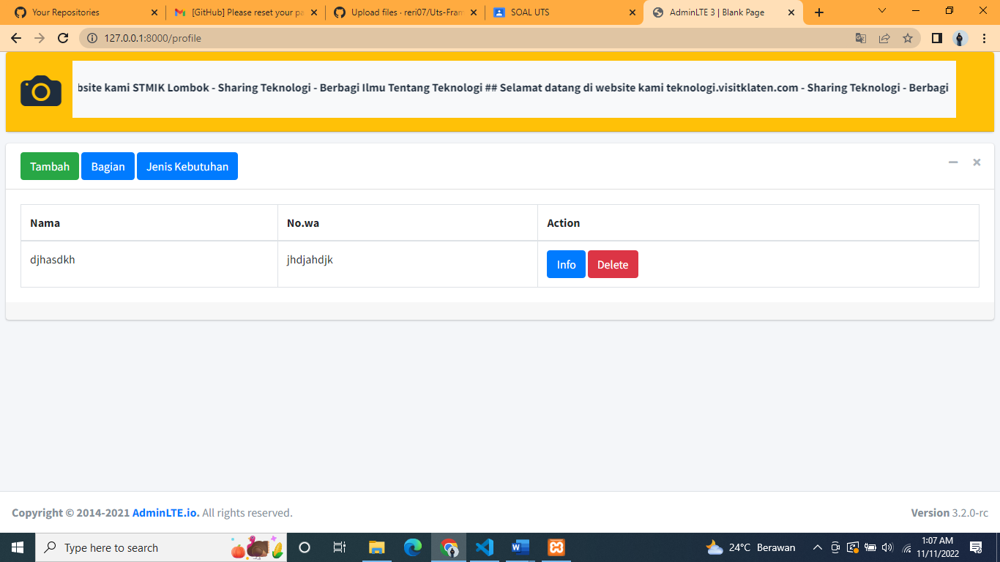 Your Repositories
[GitHub] Please reset your pa
Upload files · reri07/Uts-Fram
SOAL UTS
AdminLTE 3 | Blank Page
127.0.0.1:8000/profile
bsite kami STMIK Lombok - Sharing Teknologi - Berbagi Ilmu Tentang Teknologi ## Selamat datang di website kami teknologi.visitklaten.com - Sharing Teknologi - Berbagi
Tambah Bagian Jenis Kebutuhan
Nama No.wa Action
djhasdkh jhdjahdjk Info Delete
Copyright © 2014-2021 AdminLTE.io. All rights reserved.
Version 3.2.0-rc
Type here to search
24°C Berawan
1:07 AM
11/11/2022